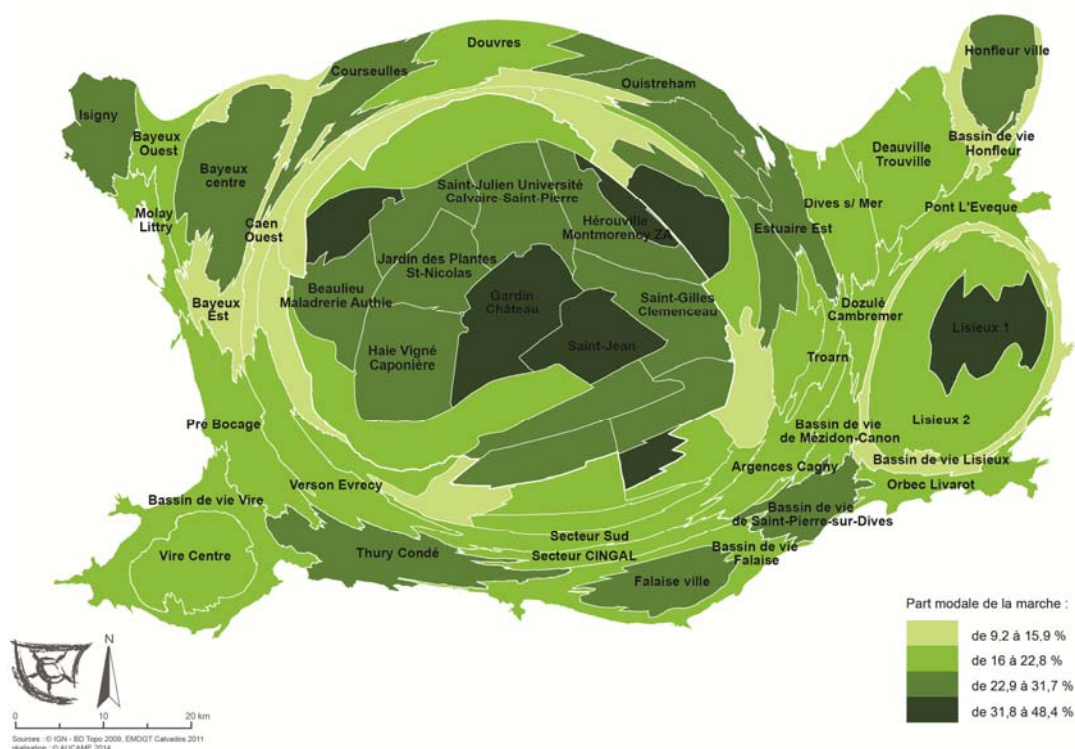 Douvres
Courseulles
Ouistreham
Honfleur ville
Isigny
Bayeux
Ouest
Bayeux
centre
Deauville
Trouville
Bassin de vie
Honfleur
Saint-Julien Université
Calvaire-Saint-Pierre
Hérouville
Montmorency ZA
Dives s/ Mer
Pont L'Eveque
Molay
Littry
Caen
Ouest
Estuaire Est
Jardin des Plantes
St-Nicolas
Beaulieu
Maladrerie Authie
Gardin
Château
Saint-Gilles
Clemenceau
Bayeux
Est
Dozulé
Cambremer
Lisieux 1
Haie Vigné
Caponière
Saint-Jean
Troarn
Pré Bocage
Bassin de vie
de Mézidon-Canon
Lisieux 2
Bassin de vie Lisieux
Argences Cagny
Orbec Livarot
Verson Evrecy
Bassin de vie Vire
Bassin de vie
de Saint-Pierre-sur-Dives
Secteur Sud
Secteur CINGAL
Bassin de vie
Falaise
Vire Centre
Thury Condé
Falaise ville
Part modale de la marche :
de 9,2 à 15,9 %
de 16 à 22,8 %
de 22,9 à 31,7 %
de 31,8 à 48,4 %
N
0 10 20 km
Sources : © IGN - BD Topo 2009, EMDGT Calvados 2011
réalisation : © AUCAME 2014